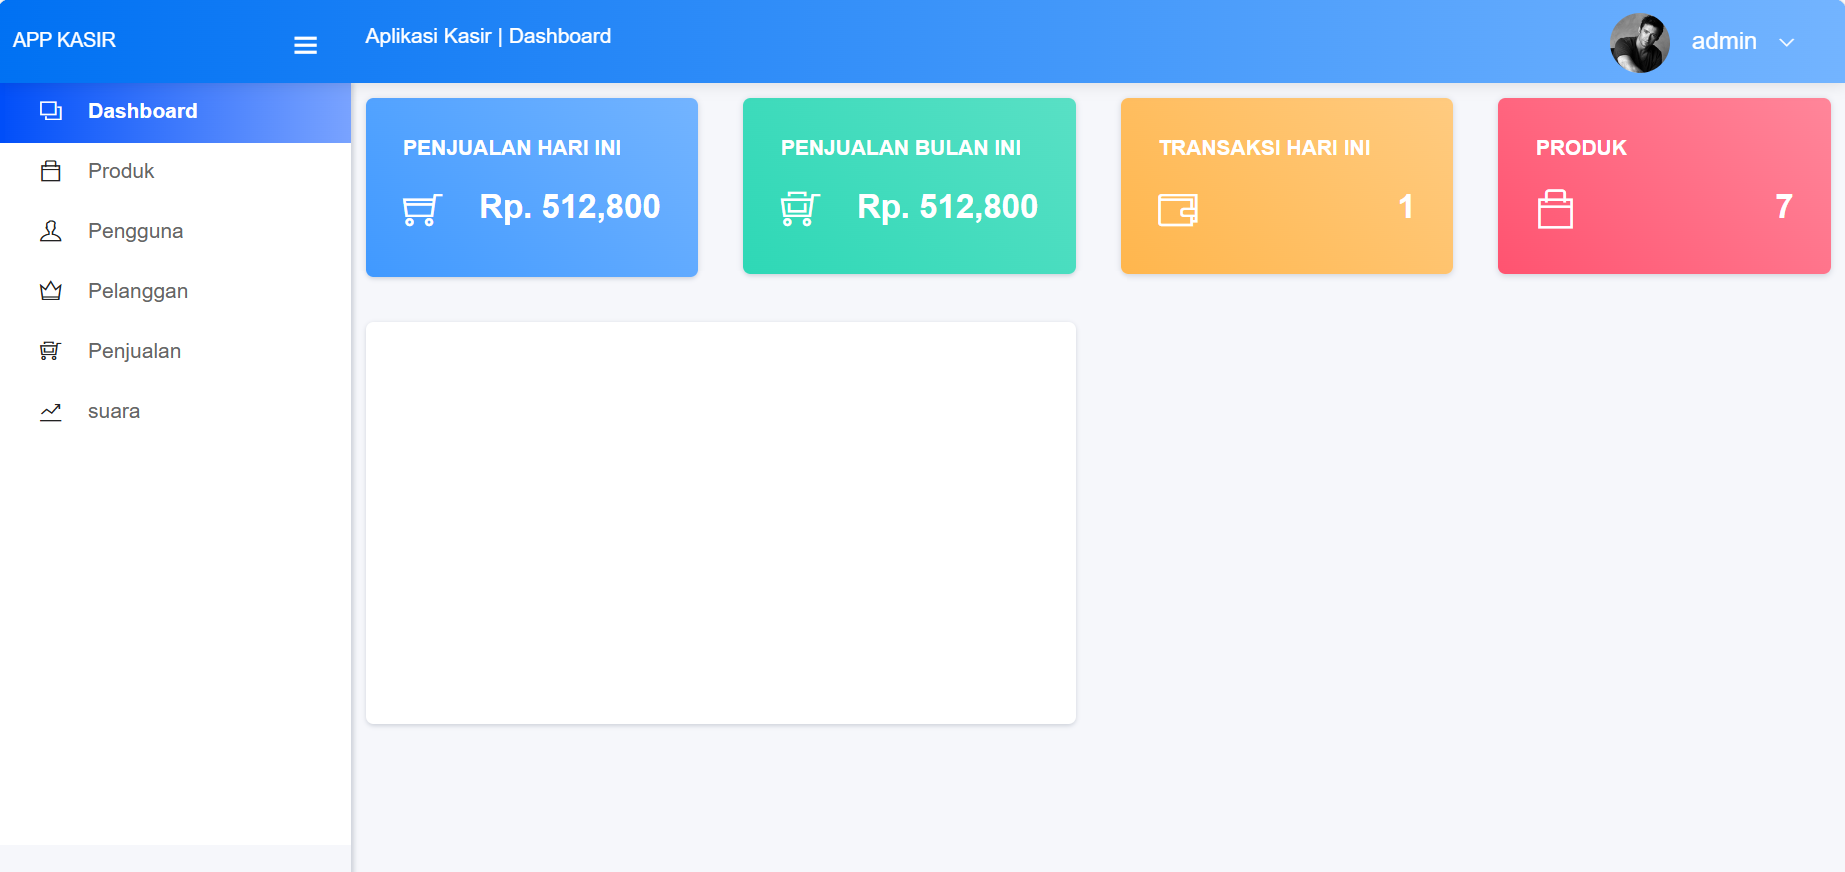 APP KASIR
Aplikasi Kasir | Dashboard
admin
Dashboard
Produk
Pengguna
Pelanggan
Penjualan
suara
PENJUALAN HARI INI
Rp. 512,800
PENJUALAN BULAN INI
Rp. 512,800
TRANSAKSI HARI INI
1
PRODUK
7